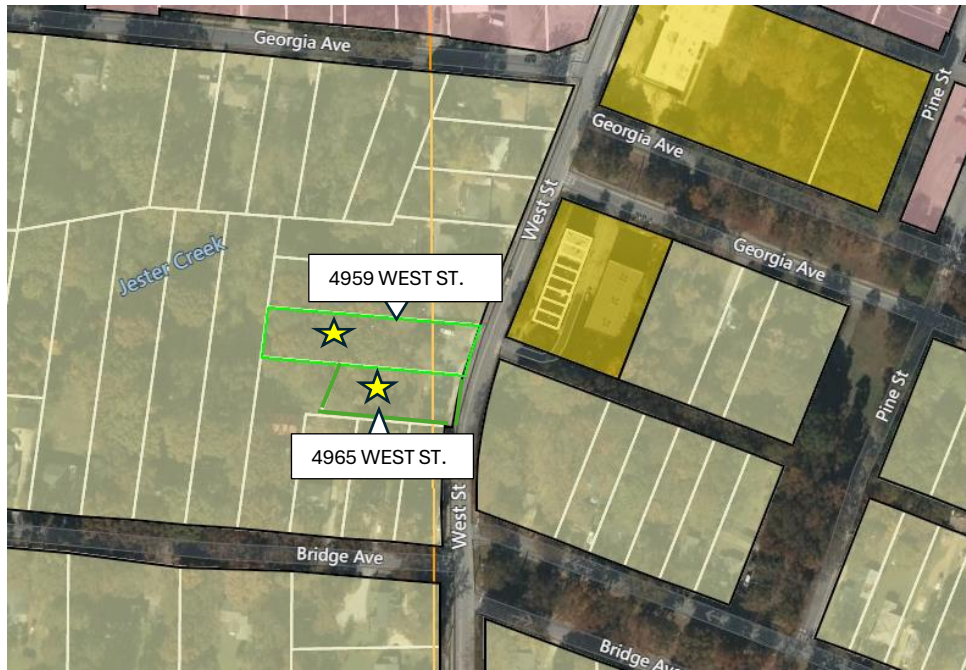 Georgia Ave
Pine St
Georgia Ave
West St
Georgia Ave
Jester Creek
4959 WEST ST.
Pine St
4965 WEST ST.
West St
Bridge Ave
Bridge Ave